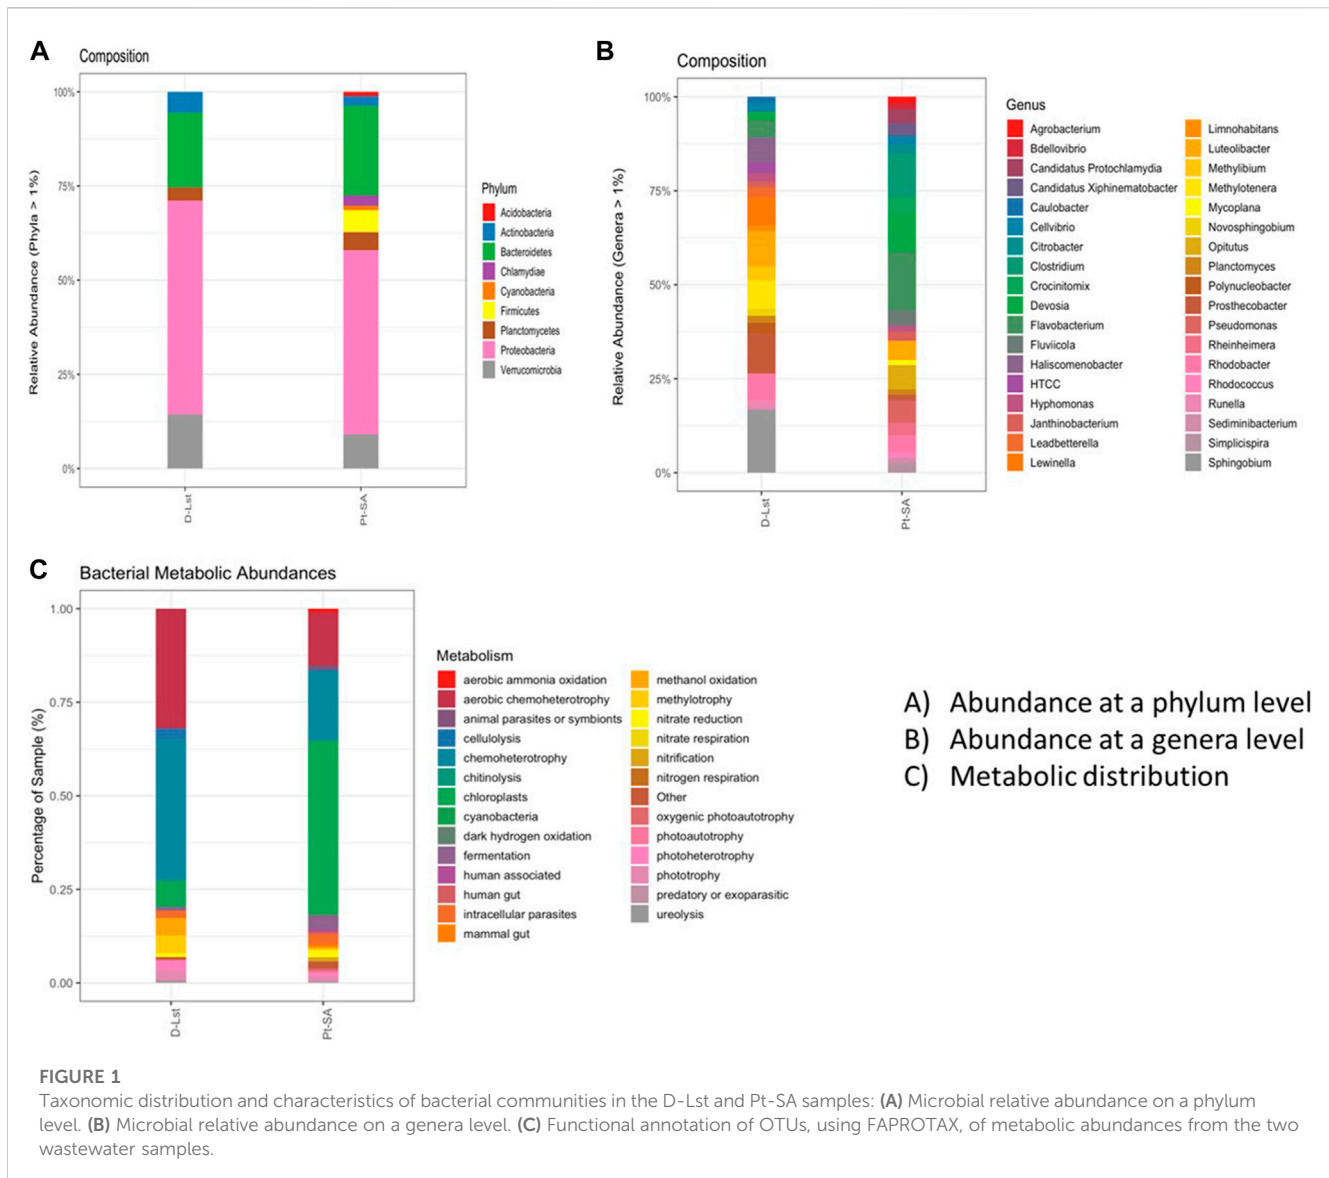 A
Composition
Relative Abundance (Phyla > 1%)
100%
75%
50%
25%
0%
D-Lst
Pt-SA
Phylum
Acidobacteria
Actinobacteria
Bacteroidetes
Chlamydiae
Cyanobacteria
Firmicutes
Planctomycetes
Proteobacteria
Verrucomicrobia
B
Composition
Relative Abundance (Genera > 1%)
100%
75%
50%
25%
0%
D-Lst
Pt-SA
Genus
Agrobacterium
Bdellovibrio
Candidatus Protochlamydia
Candidatus Xiphinematobacter
Caulobacter
Cellvibrio
Citrobacter
Clostridium
Crocinitomix
Devosia
Flavobacterium
Fluviicola
Haliscomenobacter
HTCC
Hyphomonas
Janthinobacterium
Leadbetterella
Lewinella
Limnohabitans
Luteolibacter
Methylibium
Methylotenera
Mycoplana
Novosphingobium
Opitutus
Planctomyces
Polynucleobacter
Prosthecobacter
Pseudomonas
Rheinheimera
Rhodobacter
Rhodococcus
Runella
Sediminibacterium
Simplicispira
Sphingobium
C
Bacterial Metabolic Abundances
Percentage of Sample (%)
1.00
0.75
0.50
0.25
0.00
D-Lst
Pt-SA
Metabolism
aerobic ammonia oxidation
aerobic chemoheterotrophy
animal parasites or symbionts
cellulolysis
chemoheterotrophy
chitinolysis
chloroplasts
cyanobacteria
dark hydrogen oxidation
fermentation
human associated
human gut
intracellular parasites
mammal gut
methanol oxidation
methylotrophy
nitrate reduction
nitrate respiration
nitrification
nitrogen respiration
Other
oxygenic photoautotrophy
photoautotrophy
photoheterotrophy
phototrophy
predatory or exoparasitic
ureolysis
A) Abundance at a phylum level
B) Abundance at a genera level
C) Metabolic distribution
FIGURE 1
Taxonomic distribution and characteristics of bacterial communities in the D-Lst and Pt-SA samples: (A) Microbial relative abundance on a phylum
level. (B) Microbial relative abundance on a genera level. (C) Functional annotation of OTUs, using FAPROTAX, of metabolic abundances from the two
wastewater samples.